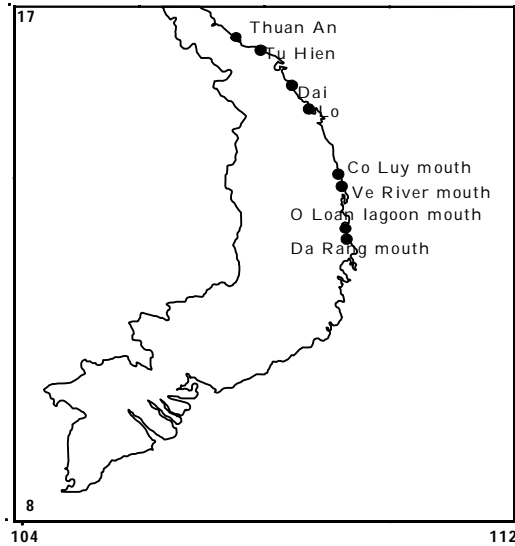 17
Thuan An
Tu Hien
Dai
Lo
Co Luy mouth
Ve River mouth
O Loan lagoon mouth
Da Rang mouth
8
104 112